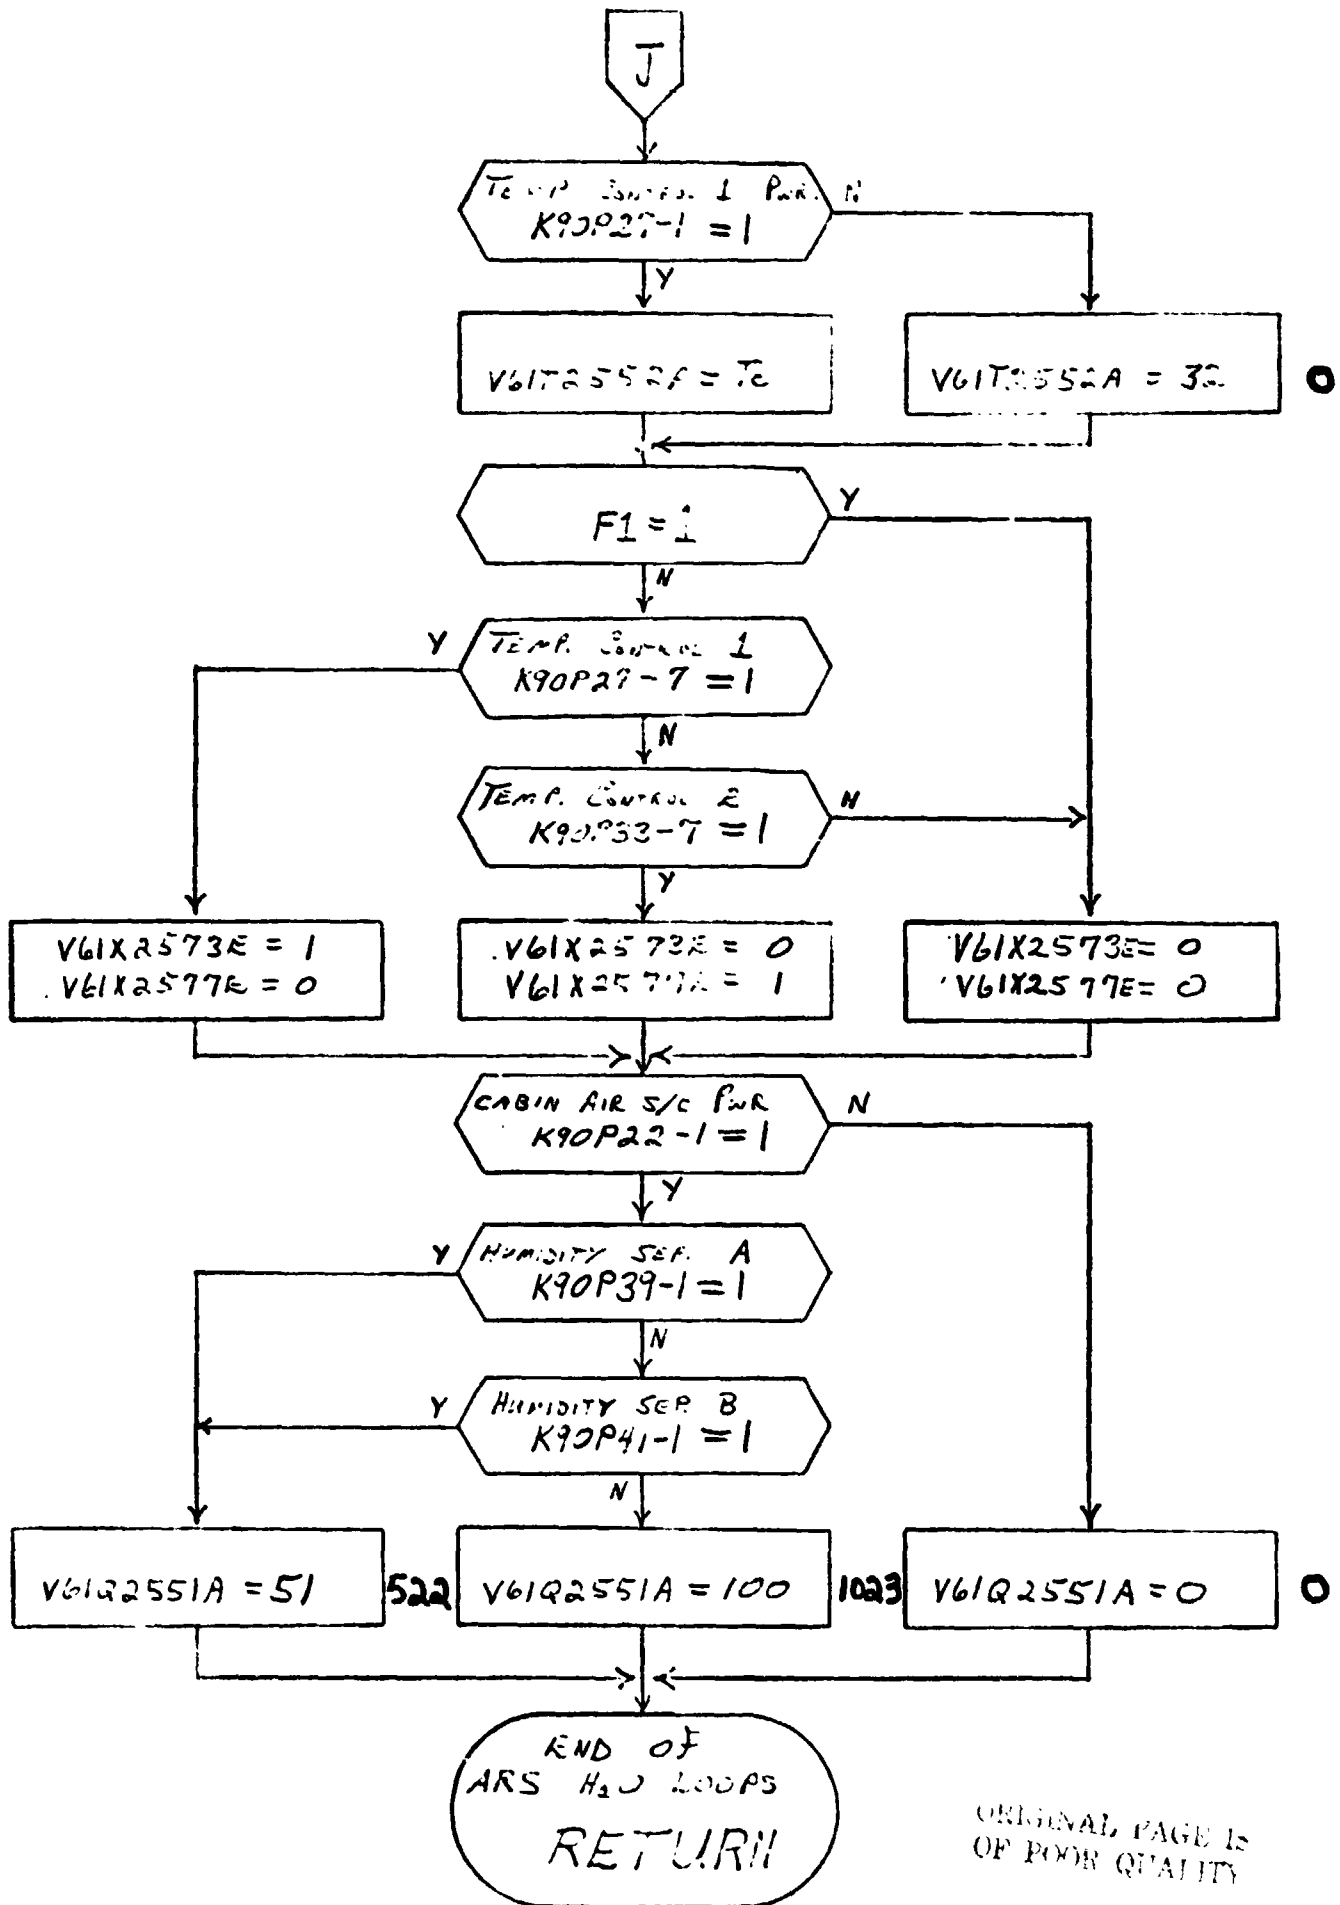 J
TEMP CONTROL 1 PWR. N
K90P27-1 = 1
Y
V61T2552A = Tc
V61T2552A = 32
0
F1 = 1
Y
N
Y
TEMP. CONTROL 1
K90P27-7 = 1
N
TEMP. CONTROL 2
K90P33-7 = 1
N
Y
V61X2573E = 1
V61X2577E = 0
V61X2573E = 0
V61X2577E = 1
V61X2573E = 0
V61X2577E = 0
CABIN AIR S/C PWR
K90P22-1 = 1
N
Y
Y
HUMIDITY SEP. A
K90P39-1 = 1
N
Y
HUMIDITY SEP. B
K90P41-1 = 1
N
V61Q2551A = 51
522
V61Q2551A = 100
1023
V61Q2551A = 0
0
END OF
ARS H2O LOOPS
RETURN
ORIGINAL PAGE IS
OF POOR QUALITY